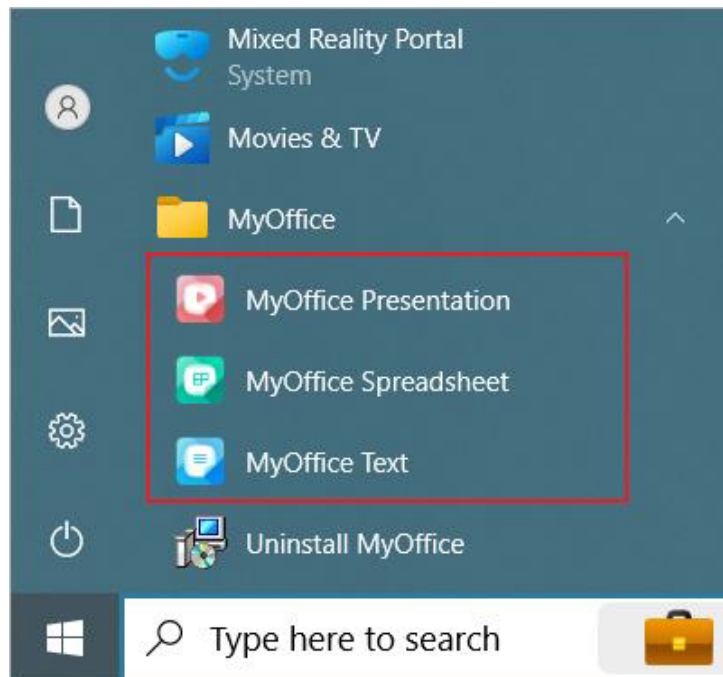 Mixed Reality Portal
System
Movies & TV
MyOffice
MyOffice Presentation
MyOffice Spreadsheet
MyOffice Text
Uninstall MyOffice
Type here to search